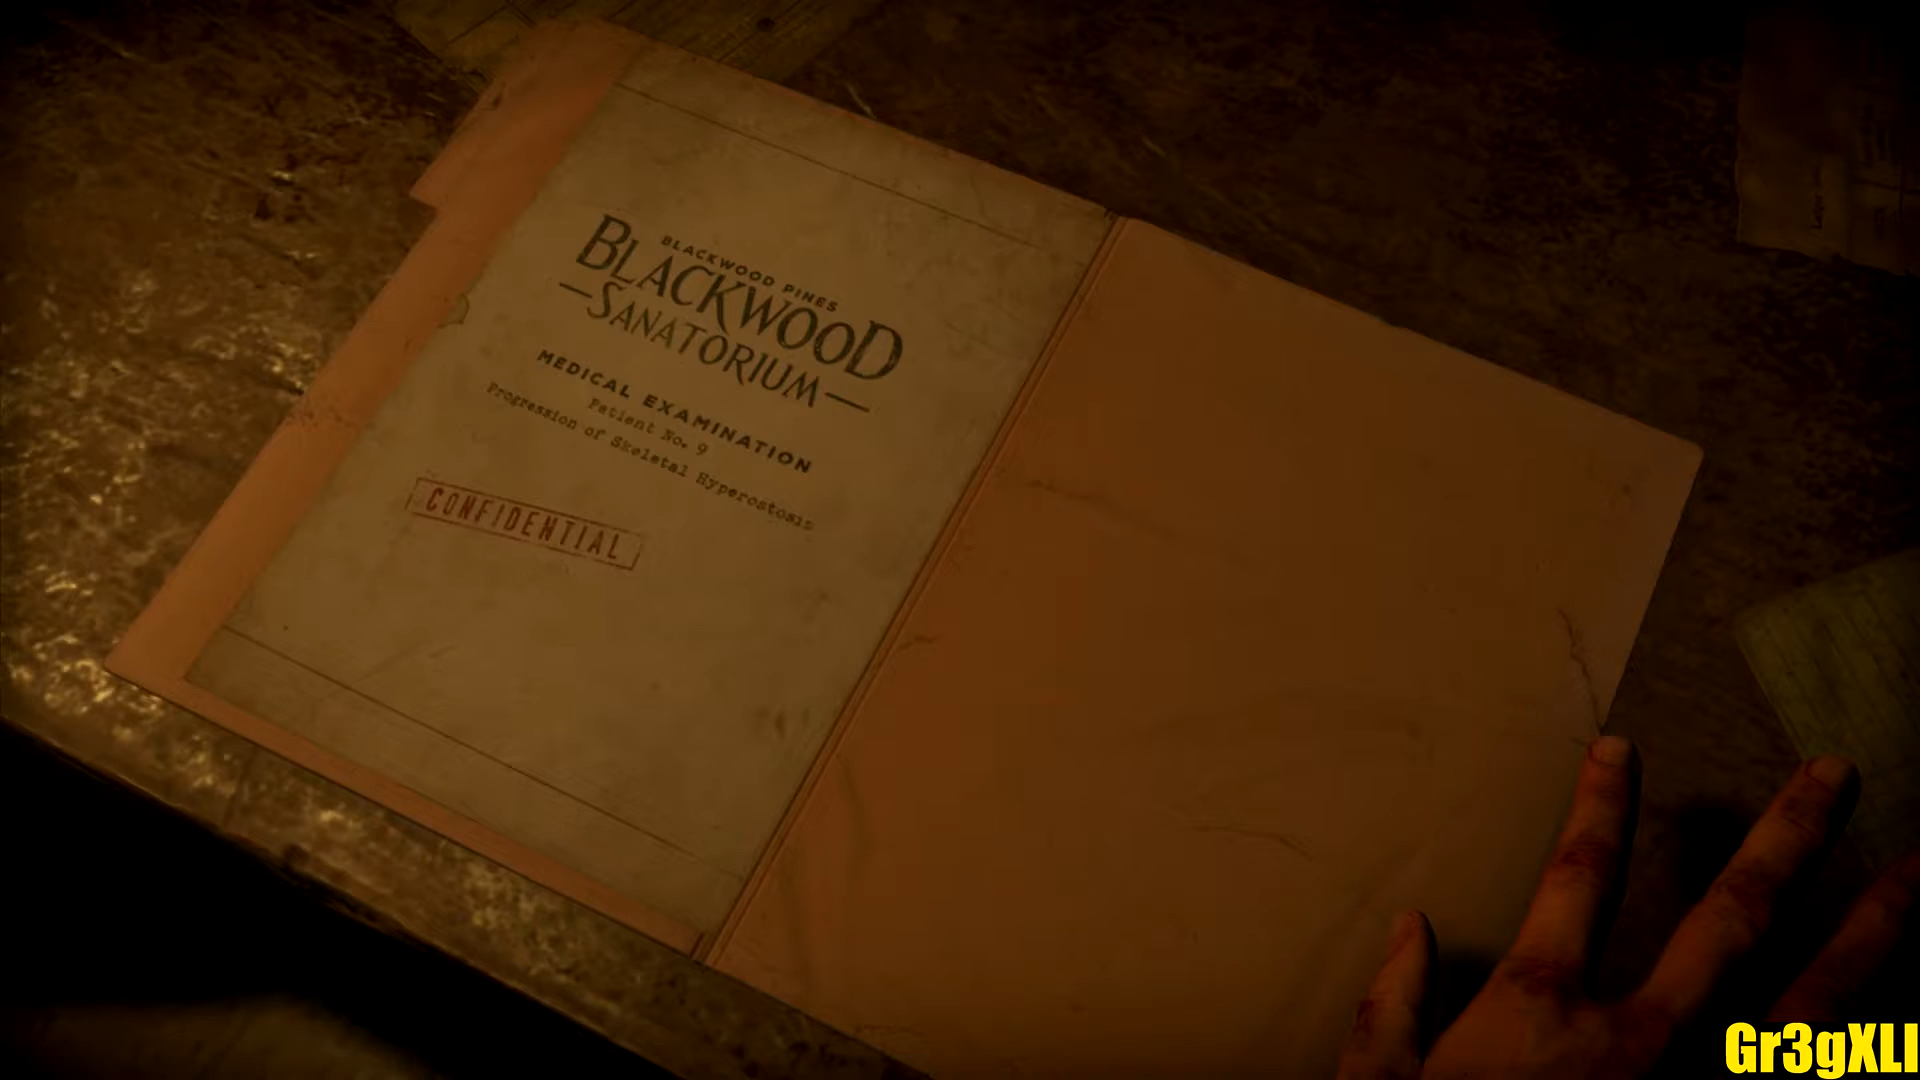 BLACKWOOD PINES
BLACKWOOD
SANATORIUM
MEDICAL EXAMINATION
Patient No. 9
Progression of Skeletal Hyperostosis
CONFIDENTIAL
Gr3gXLI